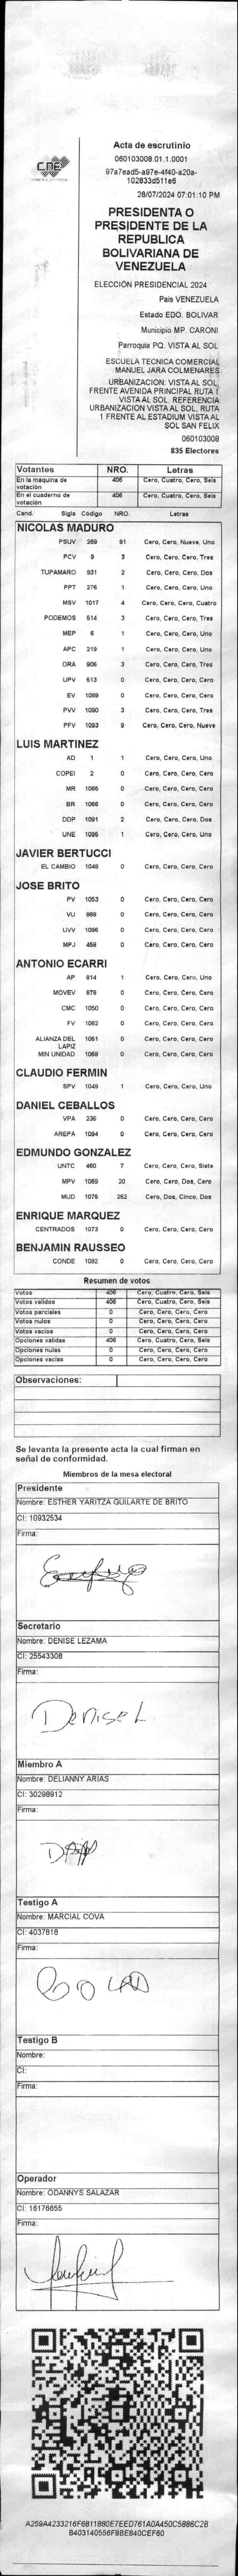 CNE
Acta de escrutinio
060103008.01.1.0001
97a7ead5-a97e-4f40-a20a-
102833d511e6
28/07/2024 07:01:10 PM
PRESIDENTA O
PRESIDENTE DE LA
REPUBLICA
BOLIVARIANA DE
VENEZUELA
ELECCIÓN PRESIDENCIAL 2024
Pais VENEZUELA
Estado EDO. BOLIVAR
Municipio MP. CARONI
Parroquia PQ. VISTA AL SOL
ESCUELA TECNICA COMERCIAL
MANUEL JARA COLMENARES
URBANIZACION: VISTA AL SOL,
FRENTE AVENIDA PRINCIPAL RUTA 1
VISTA AL SOL. REFERENCIA
URBANIZACION VISTA AL SOL, RUTA
1 FRENTE AL ESTADIUM VISTA AL
SOL SAN FELIX
060103008
835 Electores
Votantes NRO. Letras
En la máquina de votación 406 Cero, Cuatro, Cero, Seis
En el cuaderno de votación 406 Cero, Cuatro, Cero, Seis
Cand. Sigla Código NRO. Letras
NICOLAS MADURO
PSUV 269 91 Cero, Cero, Nueve, Uno
PCV 9 3 Cero, Cero, Cero, Tres
TUPAMARO 931 2 Cero, Cero, Cero, Dos
PPT 276 1 Cero, Cero, Cero, Uno
MSV 1017 4 Cero, Cero, Cero, Cuatro
PODEMOS 514 3 Cero, Cero, Cero, Tres
MEP 6 1 Cero, Cero, Cero, Uno
APC 219 1 Cero, Cero, Cero, Uno
ORA 906 3 Cero, Cero, Cero, Tres
UPV 513 0 Cero, Cero, Cero, Cero
EV 1089 0 Cero, Cero, Cero, Cero
PVV 1090 3 Cero, Cero, Cero, Tres
PFV 1093 9 Cero, Cero, Cero, Nueve
LUIS MARTINEZ
AD 1 1 Cero, Cero, Cero, Uno
COPEI 2 0 Cero, Cero, Cero, Cero
MR 1065 0 Cero, Cero, Cero, Cero
BR 1066 0 Cero, Cero, Cero, Cero
DDP 1091 2 Cero, Cero, Cero, Dos
UNE 1095 1 Cero, Cero, Cero, Uno
JAVIER BERTUCCI
EL CAMBIO 1048 0 Cero, Cero, Cero, Cero
JOSE BRITO
PV 1053 0 Cero, Cero, Cero, Cero
VU 868 0 Cero, Cero, Cero, Cero
UVV 1096 0 Cero, Cero, Cero, Cero
MPJ 458 0 Cero, Cero, Cero, Cero
ANTONIO ECARRI
AP 914 1 Cero, Cero, Cero, Uno
MOVEV 878 0 Cero, Cero, Cero, Cero
CMC 1050 0 Cero, Cero, Cero, Cero
FV 1062 0 Cero, Cero, Cero, Cero
ALIANZA DEL LAPIZ 1051 0 Cero, Cero, Cero, Cero
MIN UNIDAD 1068 0 Cero, Cero, Cero, Cero
CLAUDIO FERMIN
SPV 1049 1 Cero, Cero, Cero, Uno
DANIEL CEBALLOS
VPA 236 0 Cero, Cero, Cero, Cero
AREPA 1094 0 Cero, Cero, Cero, Cero
EDMUNDO GONZALEZ
UNTC 460 7 Cero, Cero, Cero, Siete
MPV 1069 20 Cero, Cero, Dos, Cero
MUD 1076 252 Cero, Dos, Cinco, Dos
ENRIQUE MARQUEZ
CENTRADOS 1073 0 Cero, Cero, Cero, Cero
BENJAMIN RAUSSEO
CONDE 1092 0 Cero, Cero, Cero, Cero
Resumen de votos
Votos 406 Cero, Cuatro, Cero, Seis
Votos validos 406 Cero, Cuatro, Cero, Seis
Votos parciales 0 Cero, Cero, Cero, Cero
Votos nulos 0 Cero, Cero, Cero, Cero
Votos vacios 0 Cero, Cero, Cero, Cero
Opciones validas 406 Cero, Cuatro, Cero, Seis
Opciones nulas 0 Cero, Cero, Cero, Cero
Opciones vacias 0 Cero, Cero, Cero, Cero
Observaciones:
Se levanta la presente acta la cual firman en
señal de conformidad.
Miembros de la mesa electoral
Presidente
Nombre: ESTHER YARITZA GUILARTE DE BRITO
CI: 10932534
Firma:
Secretario
Nombre: DENISE LEZAMA
CI: 25543308
Firma:
Denise L
Miembro A
Nombre: DELIANNY ARIAS
CI: 30298912
Firma:
Testigo A
Nombre: MARCIAL COVA
CI: 4037818
Firma:
Testigo B
Nombre:
CI:
Firma:
Operador
Nombre: ODANNYS SALAZAR
CI: 16176655
Firma:
A259A4233216F6811880E7EED761A0A450C5886C2B
B403140556F8BE840CEF60